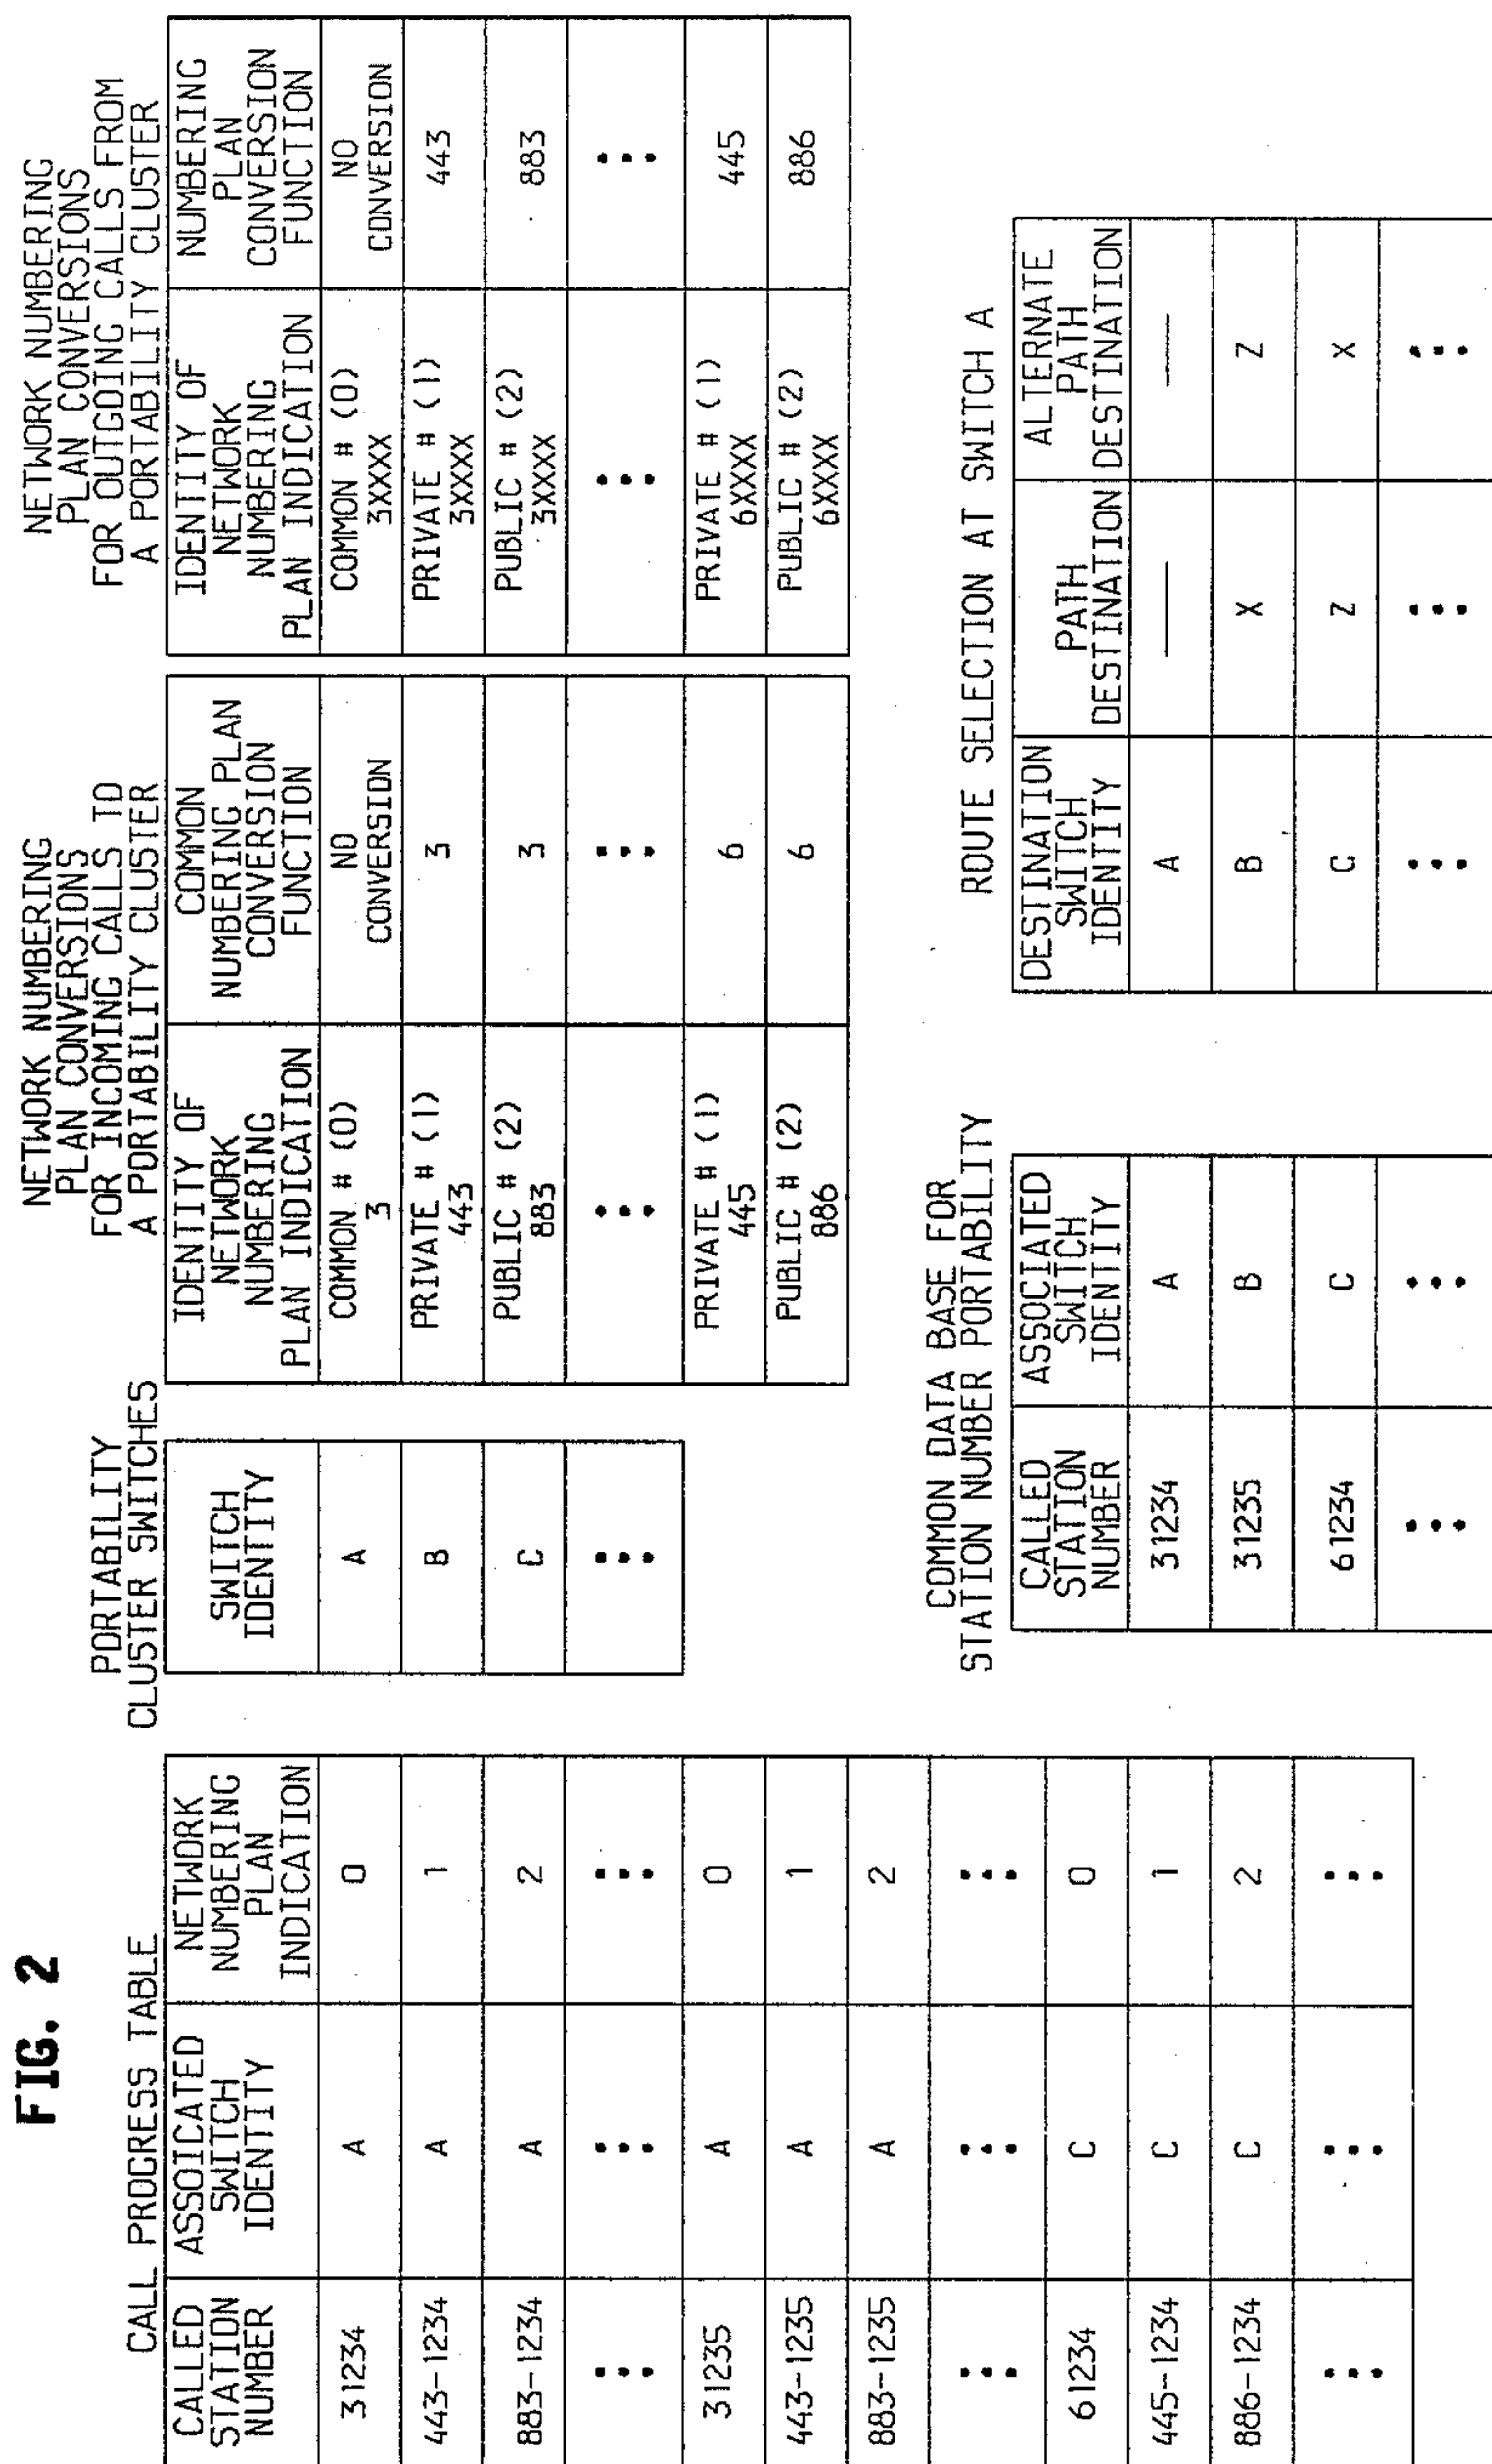 FIG. 2
CALL PROGRESS TABLE
CALLED STATION NUMBER | ASSOICATED SWITCH IDENTITY | NETWORK NUMBERING PLAN INDICATION
31234 | A | 0
443-1234 | A | 1
883-1234 | A | 2
⋮ | ⋮ | ⋮
31235 | A | 0
443-1235 | A | 1
883-1235 | A | 2
⋮ | ⋮ | ⋮
61234 | C | 0
445-1234 | C | 1
886-1234 | C | 2
⋮ | ⋮ | ⋮
PORTABILITY
CLUSTER SWITCHES
SWITCH IDENTITY
A
B
C
⋮
NETWORK NUMBERING
PLAN CONVERSIONS
FOR INCOMING CALLS TO
A PORTABILITY CLUSTER
IDENTITY OF NETWORK NUMBERING PLAN INDICATION | COMMON NUMBERING PLAN CONVERSION FUNCTION
COMMON # (0) 3 | NO CONVERSION
PRIVATE # (1) 443 | 3
PUBLIC # (2) 883 | 3
⋮ | ⋮
PRIVATE # (1) 445 | 6
PUBLIC # (2) 886 | 6
NETWORK NUMBERING
PLAN CONVERSIONS
FOR OUTGOING CALLS FROM
A PORTABILITY CLUSTER
IDENTITY OF NETWORK NUMBERING PLAN INDICATION | NUMBERING PLAN CONVERSION FUNCTION
COMMON # (0) 3XXXX | NO CONVERSION
PRIVATE # (1) 3XXXX | 443
PUBLIC # (2) 3XXXX | 883
⋮ | ⋮
PRIVATE # (1) 6XXXX | 445
PUBLIC # (2) 6XXXX | 886
COMMON DATA BASE FOR
STATION NUMBER PORTABILITY
CALLED STATION NUMBER | ASSOCIATED SWITCH IDENTITY
31234 | A
31235 | B
61234 | C
⋮ | ⋮
ROUTE SELECTION AT SWITCH A
DESTINATION SWITCH IDENTITY | PATH DESTINATION | ALTERNATE PATH DESTINATION
A | — | —
B | X | Z
C | Z | X
⋮ | ⋮ | ⋮